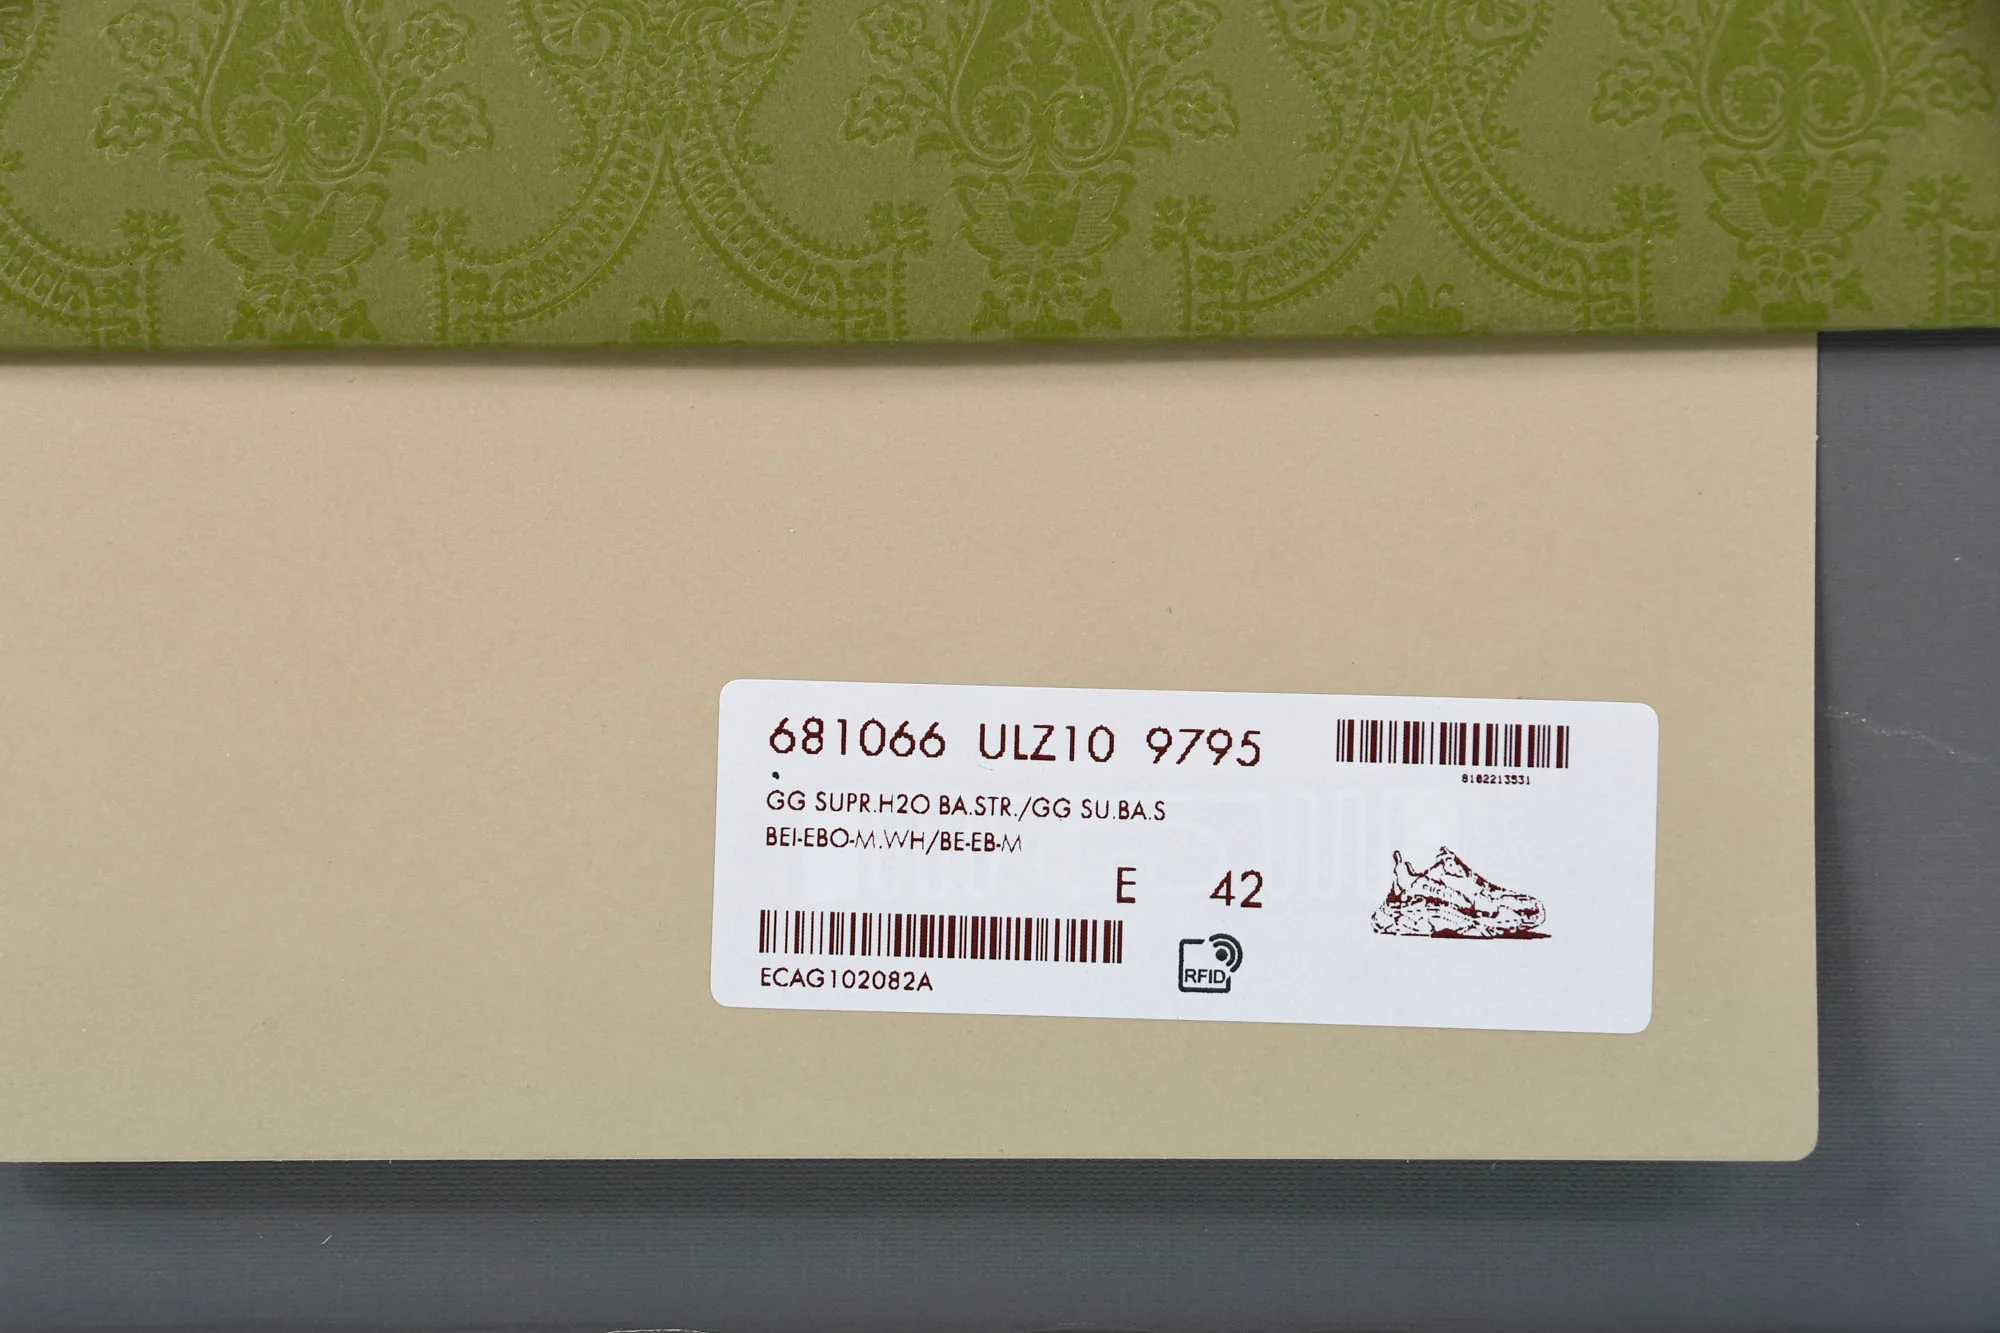 681066 ULZ10 9795
8102213531
GG SUPR.H2O BA.STR./GG SU.BA.S
BEI-EBO-M.WH/BE-EB-M
E 42
GUCCI
ECAG102082A
RFID